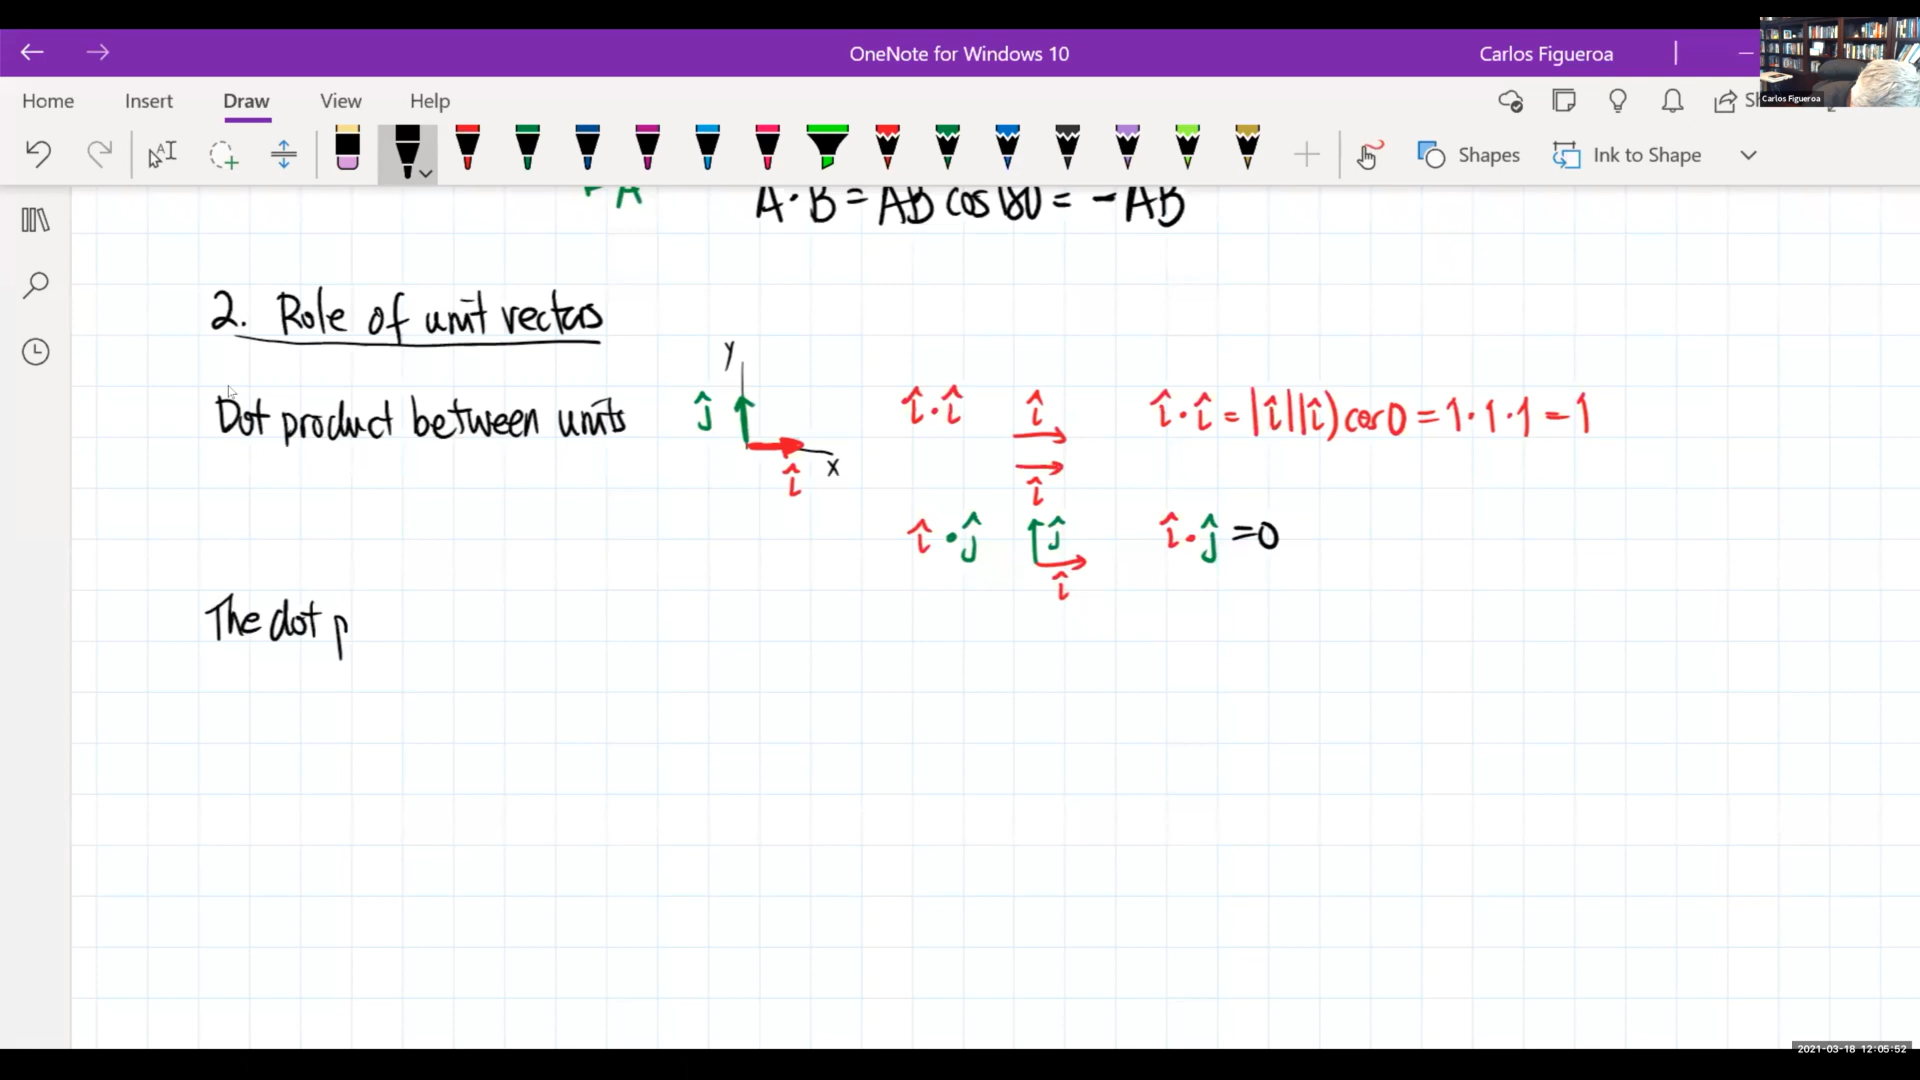 OneNote for Windows 10
Carlos Figueroa
Home Insert Draw View Help
Carlos Figueroa
Shapes Ink to Shape
A
A · B = AB cos 180 = - AB
2. Role of unit vectors
y
Dot product between units ĵ î · î î î · î = |î||î| cos 0 = 1 · 1 · 1 = 1
x
î î
î · ĵ ĵ î · ĵ = 0
î
The dot p
2021-03-18 12:05:52